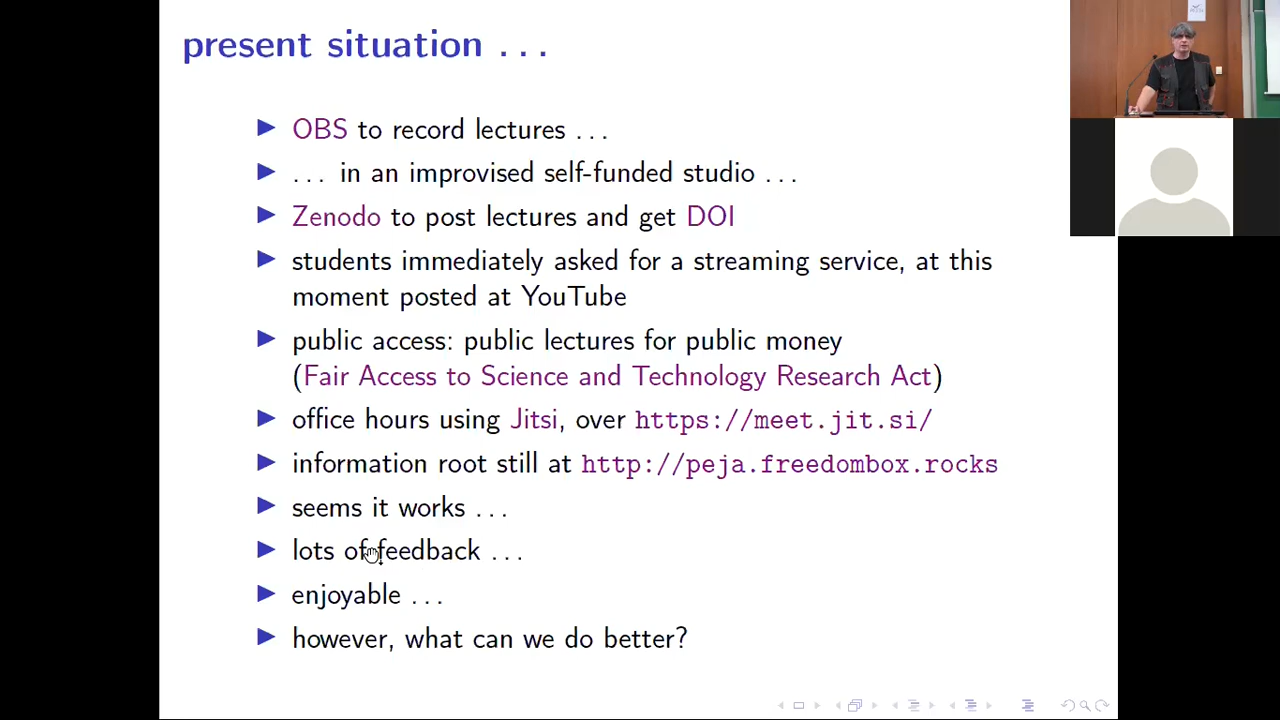 present situation . . .
OBS to record lectures . . .
. . . in an improvised self-funded studio . . .
Zenodo to post lectures and get DOI
students immediately asked for a streaming service, at this
moment posted at YouTube
public access: public lectures for public money
(Fair Access to Science and Technology Research Act)
office hours using Jitsi, over https://meet.jit.si/
information root still at http://peja.freedombox.rocks
seems it works . . .
lots of feedback . . .
enjoyable . . .
however, what can we do better?